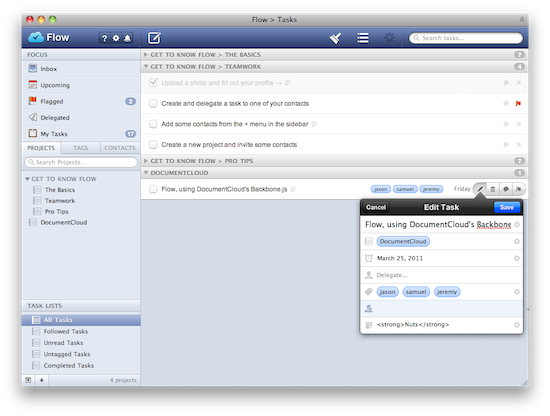 Flow > Tasks
Flow
?
Search tasks...
FOCUS
Inbox
Upcoming
Flagged 2
Delegated
My Tasks 17
PROJECTS TAGS CONTACTS
Search Projects...
GET TO KNOW FLOW
The Basics
Teamwork
Pro Tips
DocumentCloud
TASK LISTS
All Tasks
Followed Tasks
Unread Tasks
Untagged Tasks
Completed Tasks
+ 4 projects
GET TO KNOW FLOW > THE BASICS 7
GET TO KNOW FLOW > TEAMWORK 4
Upload a photo and fill out your profile →
Create and delegate a task to one of your contacts
Add some contacts from the + menu in the sidebar
Create a new project and invite some contacts
GET TO KNOW FLOW > PRO TIPS 7
DOCUMENTCLOUD 1
Flow, using DocumentCloud's Backbone.js jason samuel jeremy Friday
Cancel Edit Task Save
Flow, using DocumentCloud's Backbone
DocumentCloud
March 25, 2011
Delegate...
jason samuel jeremy
<strong>Nuts</strong>